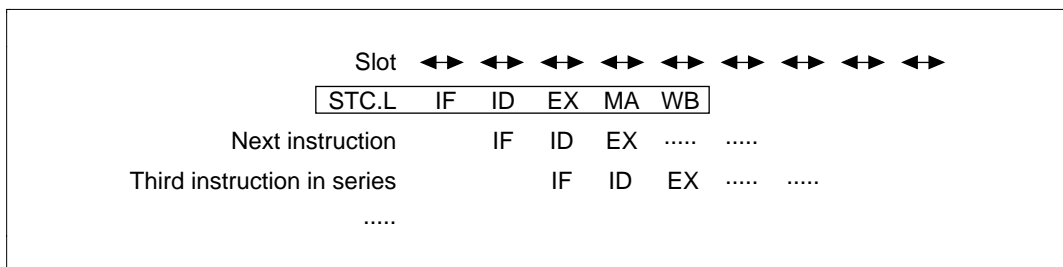 Slot
STC.L IF ID EX MA WB
Next instruction IF ID EX ..... .....
Third instruction in series IF ID EX ..... .....
.....